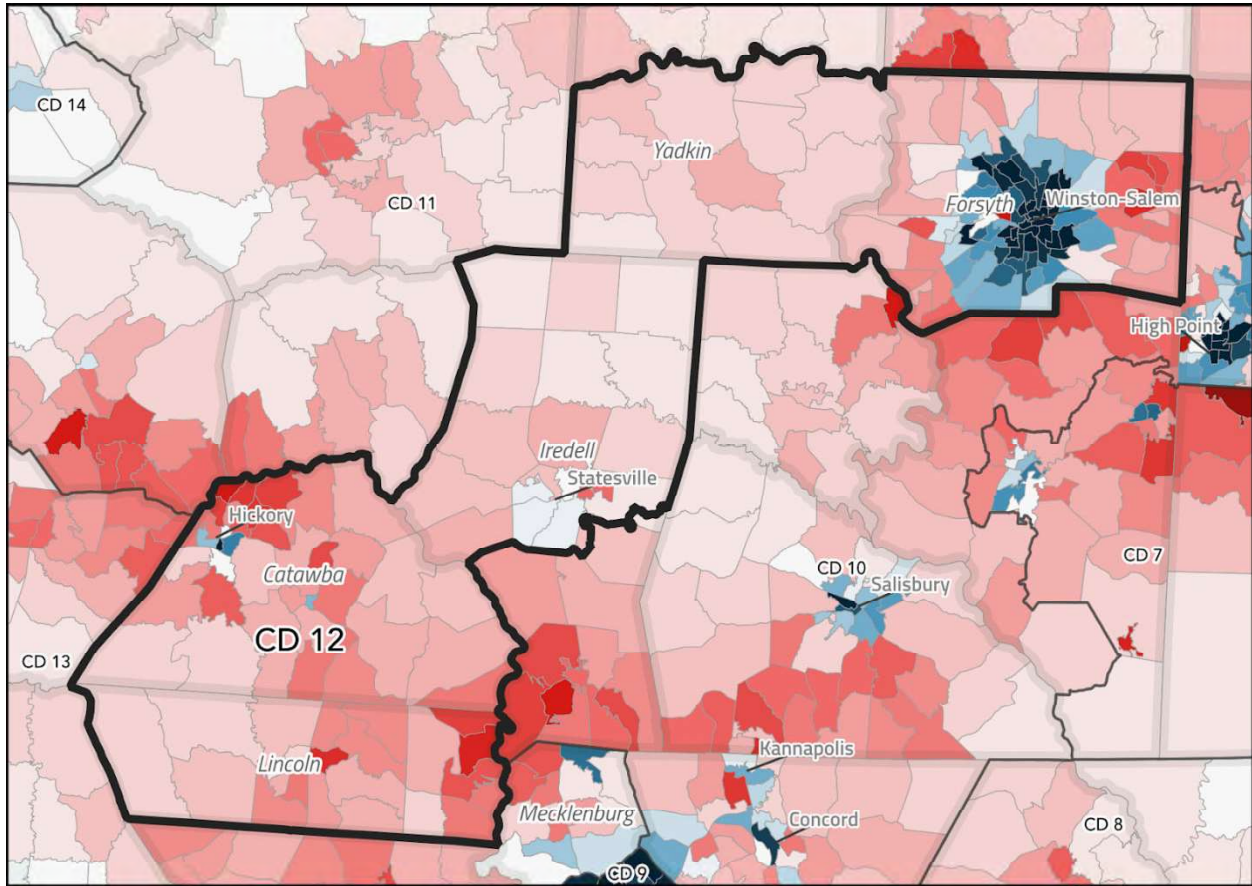 CD 14
Yadkin
CD 11
Forsyth
Winston-Salem
High Point
Iredell
Statesville
Hickory
Catawba
CD 10
Salisbury
CD 7
CD 12
CD 13
Lincoln
Kannapolis
Mecklenburg
Concord
CD 8
CD 9